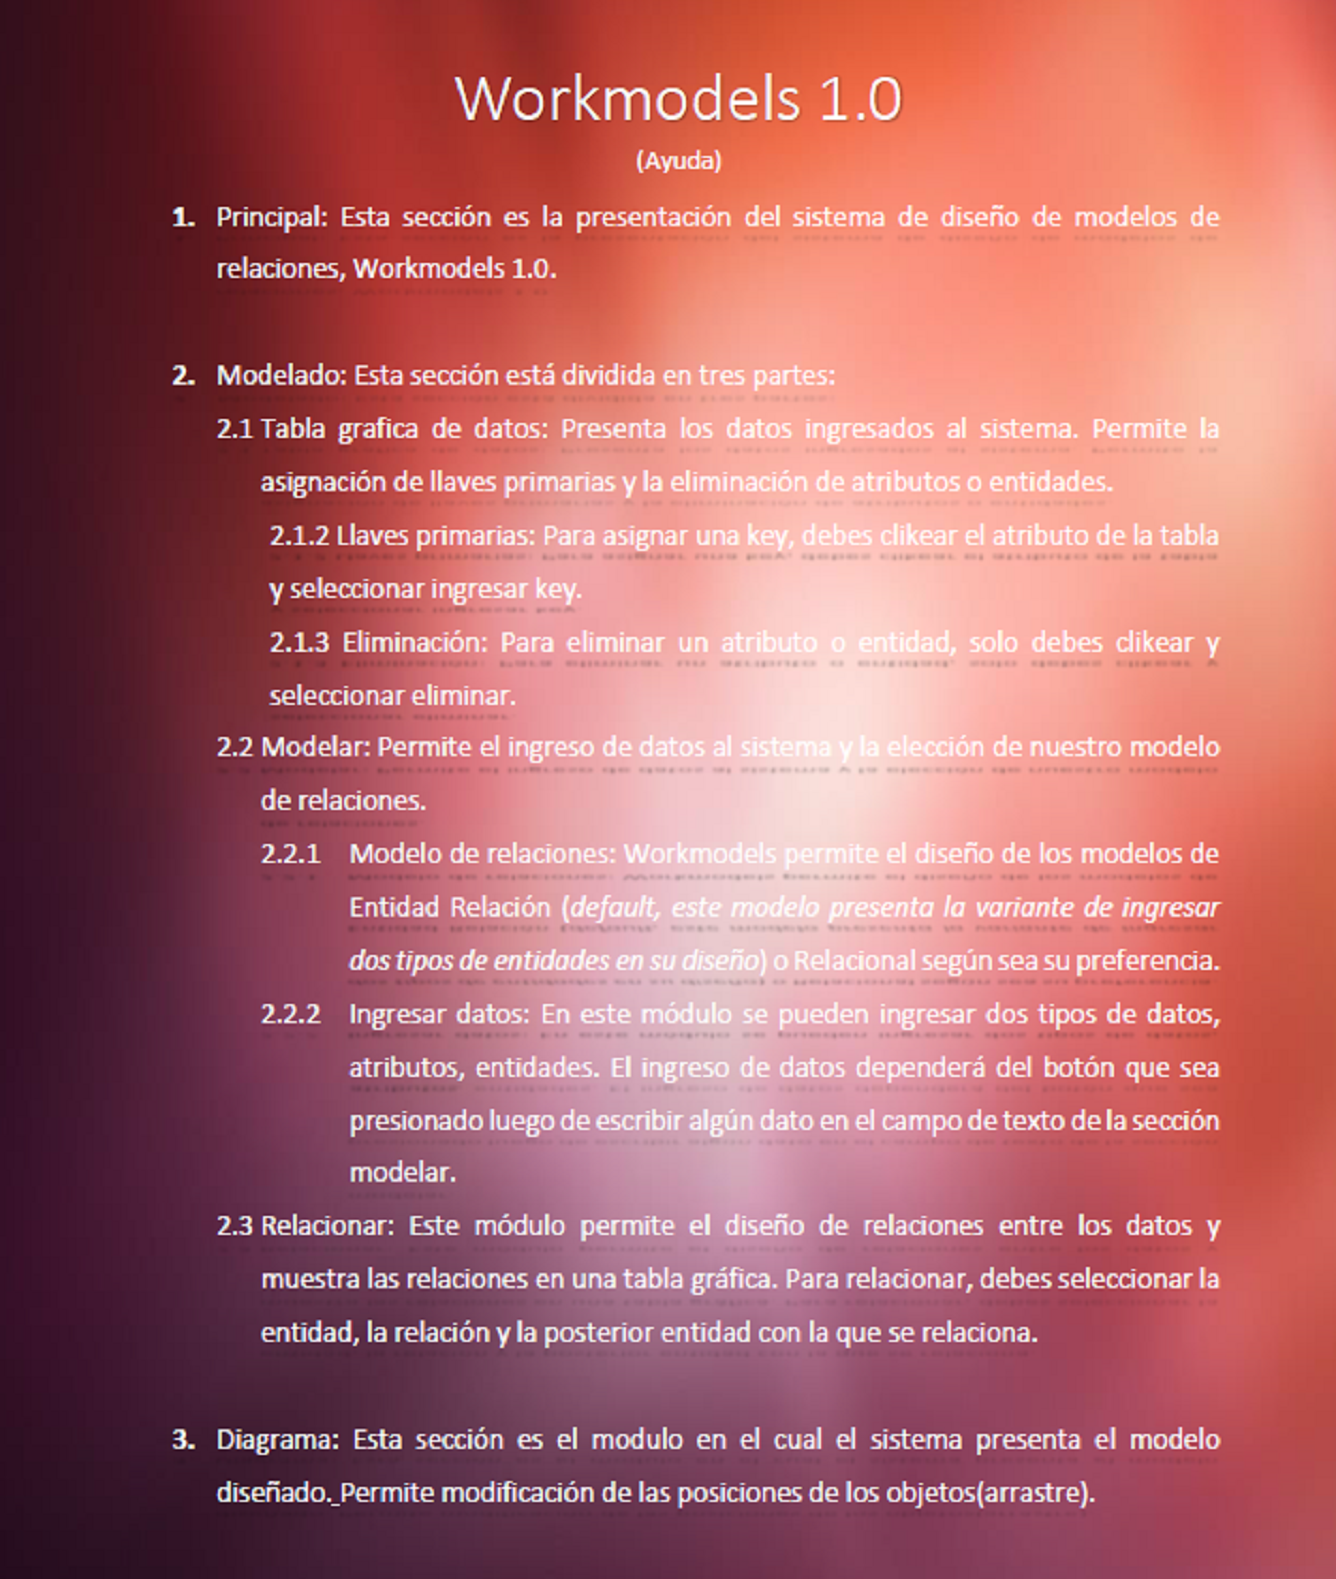 Workmodels 1.0
(Ayuda)
1. Principal: Esta sección es la presentación del sistema de diseño de modelos de
relaciones, Workmodels 1.0.
2. Modelado: Esta sección está dividida en tres partes:
2.1 Tabla grafica de datos: Presenta los datos ingresados al sistema. Permite la
asignación de llaves primarias y la eliminación de atributos o entidades.
2.1.2 Llaves primarias: Para asignar una key, debes clikear el atributo de la tabla
y seleccionar ingresar key.
2.1.3 Eliminación: Para eliminar un atributo o entidad, solo debes clikear y
seleccionar eliminar.
2.2 Modelar: Permite el ingreso de datos al sistema y la elección de nuestro modelo
de relaciones.
2.2.1 Modelo de relaciones: Workmodels permite el diseño de los modelos de
Entidad Relación (default, este modelo presenta la variante de ingresar
dos tipos de entidades en su diseño) o Relacional según sea su preferencia.
2.2.2 Ingresar datos: En este módulo se pueden ingresar dos tipos de datos,
atributos, entidades. El ingreso de datos dependerá del botón que sea
presionado luego de escribir algún dato en el campo de texto de la sección
modelar.
2.3 Relacionar: Este módulo permite el diseño de relaciones entre los datos y
muestra las relaciones en una tabla gráfica. Para relacionar, debes seleccionar la
entidad, la relación y la posterior entidad con la que se relaciona.
3. Diagrama: Esta sección es el modulo en el cual el sistema presenta el modelo
diseñado._Permite modificación de las posiciones de los objetos(arrastre).